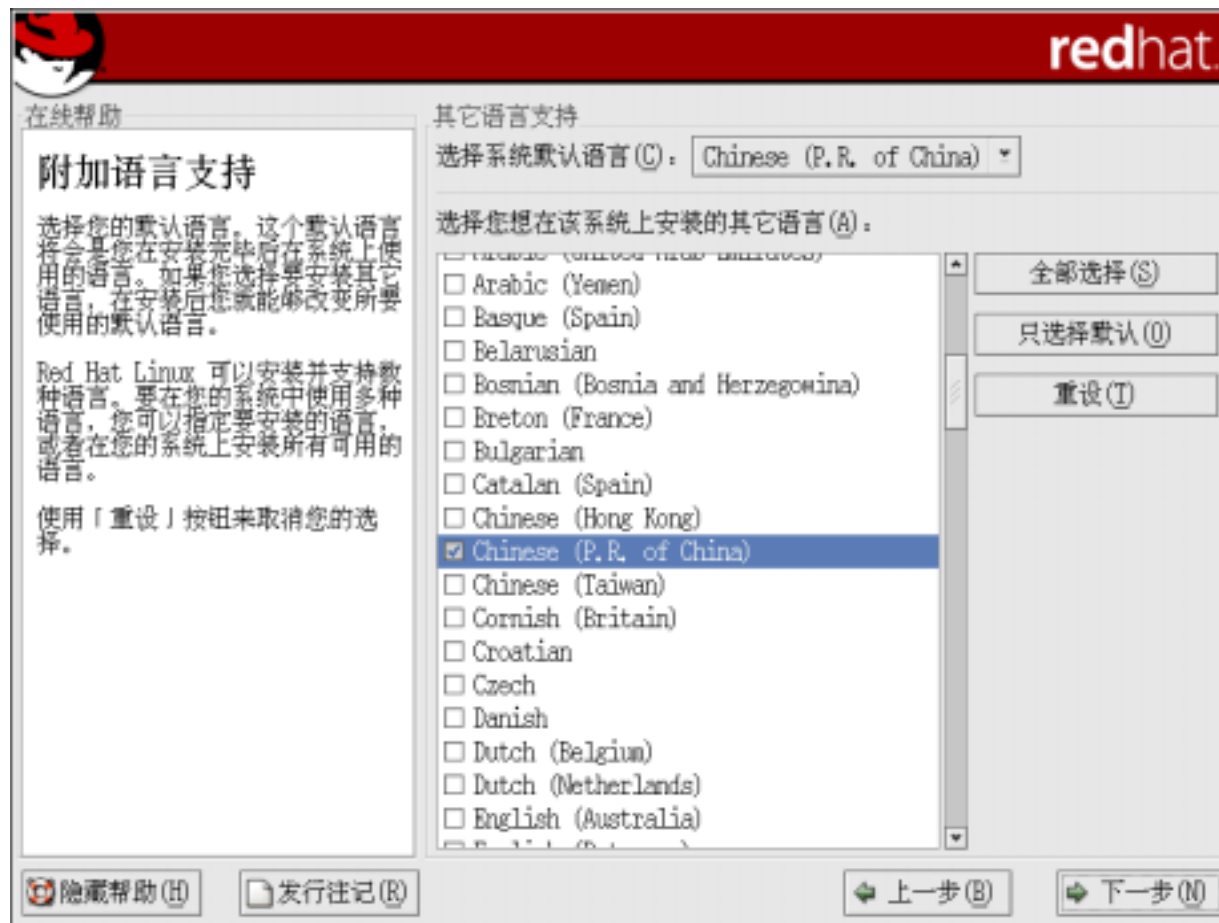 redhat.
在线帮助
附加语言支持
选择您的默认语言。这个默认语言
将会是您在安装完毕后在系统上使
用的语言。如果您选择要安装其它
语言，在安装后您就能够改变所要
使用的默认语言。
Red Hat Linux 可以安装并支持数
种语言。要在您的系统中使用多种
语言，您可以指定要安装的语言，
或者在您的系统上安装所有可用的
语言。
使用「重设」按钮来取消您的选
择。
其它语言支持
选择系统默认语言(C)： Chinese (P.R. of China)
选择您想在该系统上安装的其它语言(A)：
Arabic (United Arab Emirates)
Arabic (Yemen)
Basque (Spain)
Belarusian
Bosnian (Bosnia and Herzegowina)
Breton (France)
Bulgarian
Catalan (Spain)
Chinese (Hong Kong)
Chinese (P.R. of China)
Chinese (Taiwan)
Cornish (Britain)
Croatian
Czech
Danish
Dutch (Belgium)
Dutch (Netherlands)
English (Australia)
全部选择(S)
只选择默认(O)
重设(T)
隐藏帮助(H)
发行注记(R)
上一步(B)
下一步(N)